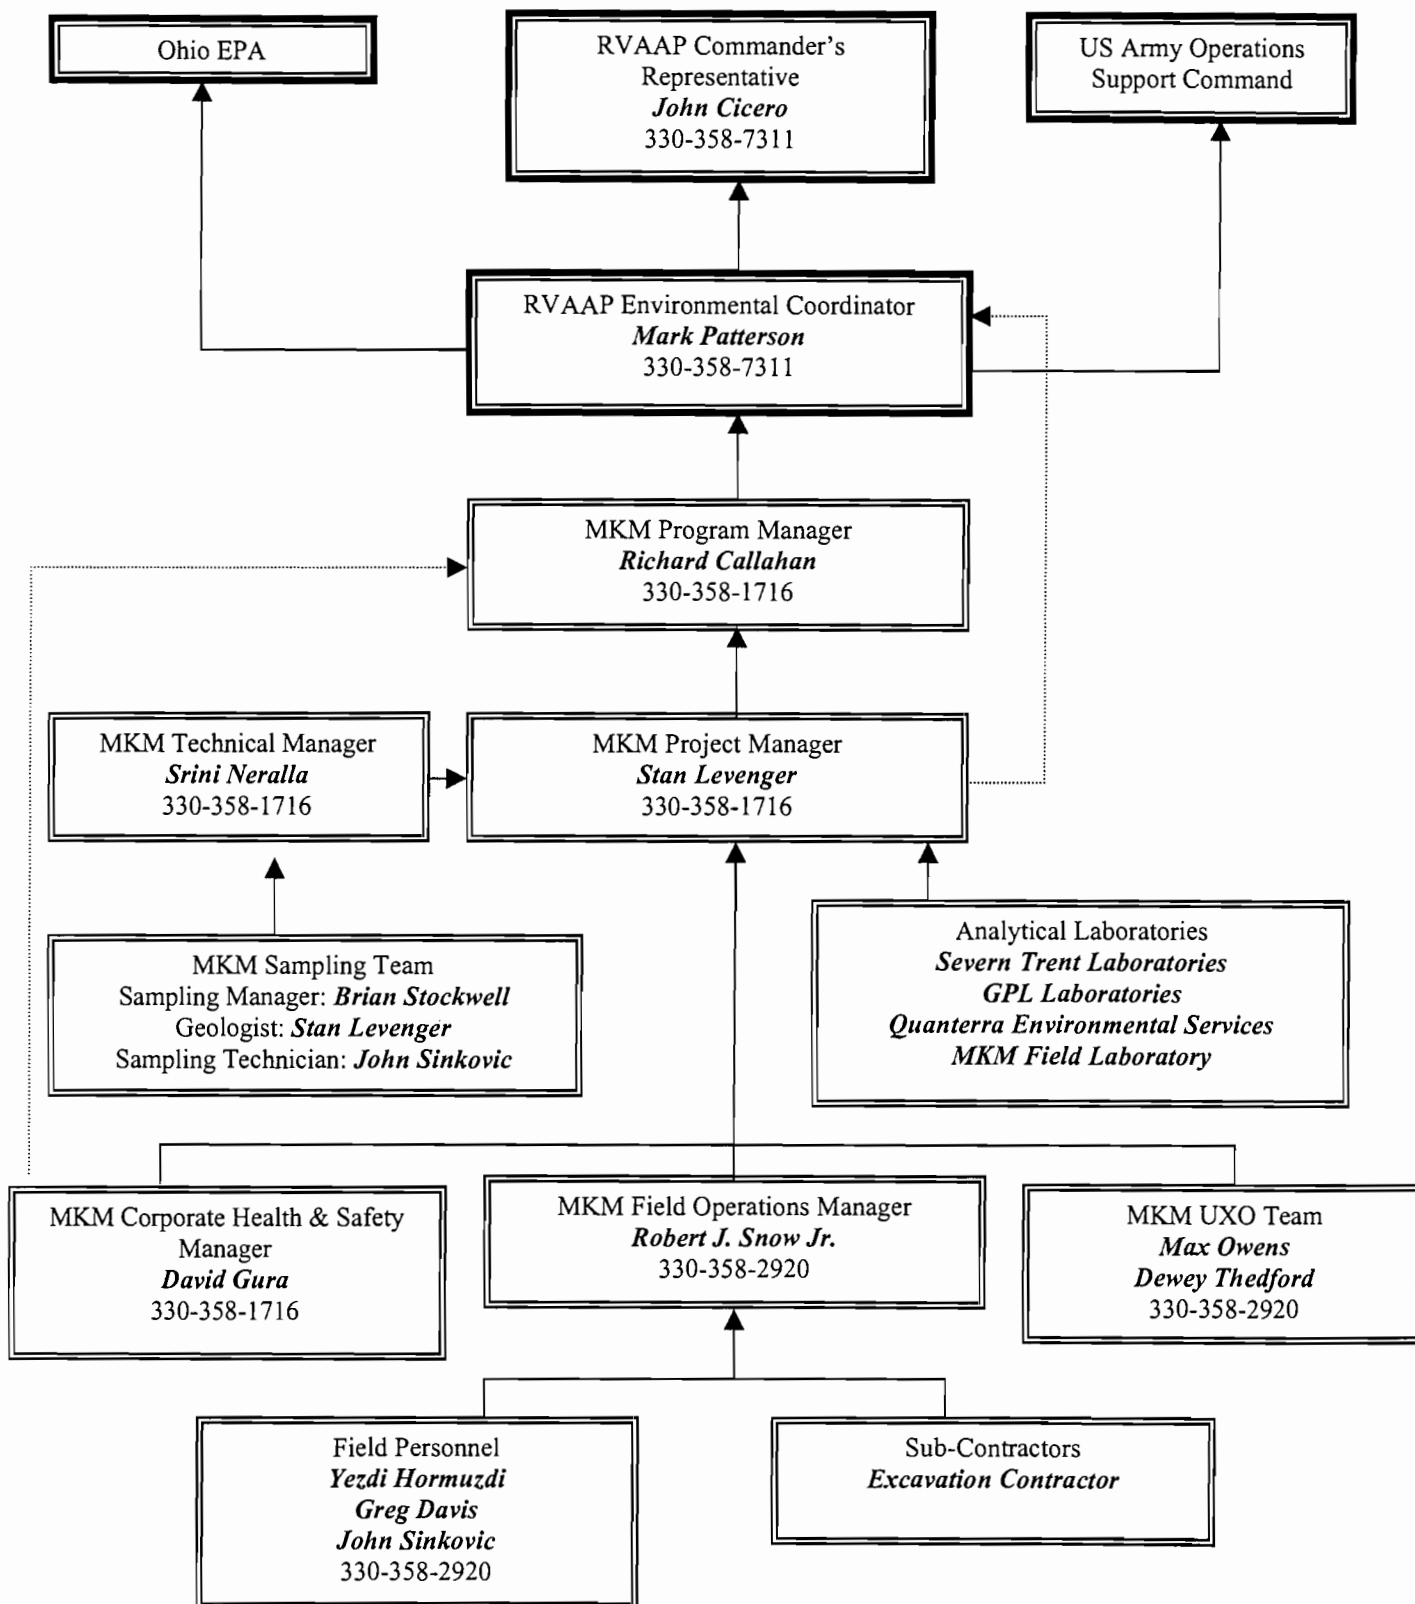 Ohio EPA
RVAAP Commander's
Representative
John Cicero
330-358-7311
US Army Operations
Support Command
RVAAP Environmental Coordinator
Mark Patterson
330-358-7311
MKM Program Manager
Richard Callahan
330-358-1716
MKM Technical Manager
Srini Neralla
330-358-1716
MKM Project Manager
Stan Levenger
330-358-1716
MKM Sampling Team
Sampling Manager: Brian Stockwell
Geologist: Stan Levenger
Sampling Technician: John Sinkovic
Analytical Laboratories
Severn Trent Laboratories
GPL Laboratories
Quanterra Environmental Services
MKM Field Laboratory
MKM Corporate Health & Safety
Manager
David Gura
330-358-1716
MKM Field Operations Manager
Robert J. Snow Jr.
330-358-2920
MKM UXO Team
Max Owens
Dewey Thedford
330-358-2920
Field Personnel
Yezdi Hormuzdi
Greg Davis
John Sinkovic
330-358-2920
Sub-Contractors
Excavation Contractor